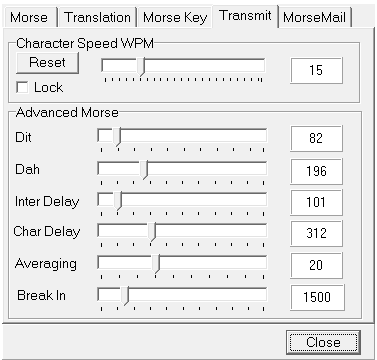 Morse Translation Morse Key Transmit MorseMail
Character Speed WPM
Reset 15
Lock
Advanced Morse
Dit 82
Dah 196
Inter Delay 101
Char Delay 312
Averaging 20
Break In 1500
Close